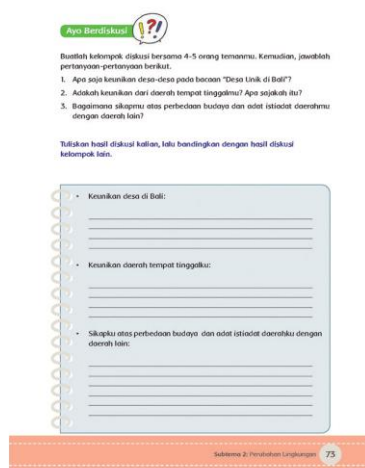 Ayo Berdiskusi
Buatlah kelompok diskusi bersama 4-5 orang temanmu. Kemudian, jawablah
pertanyaan-pertanyaan berikut.
1. Apa saja keunikan desa-desa pada bacaan "Desa Unik di Bali"?
2. Adakah keunikan dari daerah tempat tinggalmu? Apa sajakah itu?
3. Bagaimana sikapmu atas perbedaan budaya dan adat istiadat daerahmu
dengan daerah lain?
Tuliskan hasil diskusi kalian, lalu bandingkan dengan hasil diskusi
kelompok lain.
• Keunikan desa di Bali:
• Keunikan daerah tempat tinggalku:
• Sikapku atas perbedaan budaya dan adat istiadat daerahku dengan
daerah lain:
Subtema 2: Perubahan Lingkungan 73